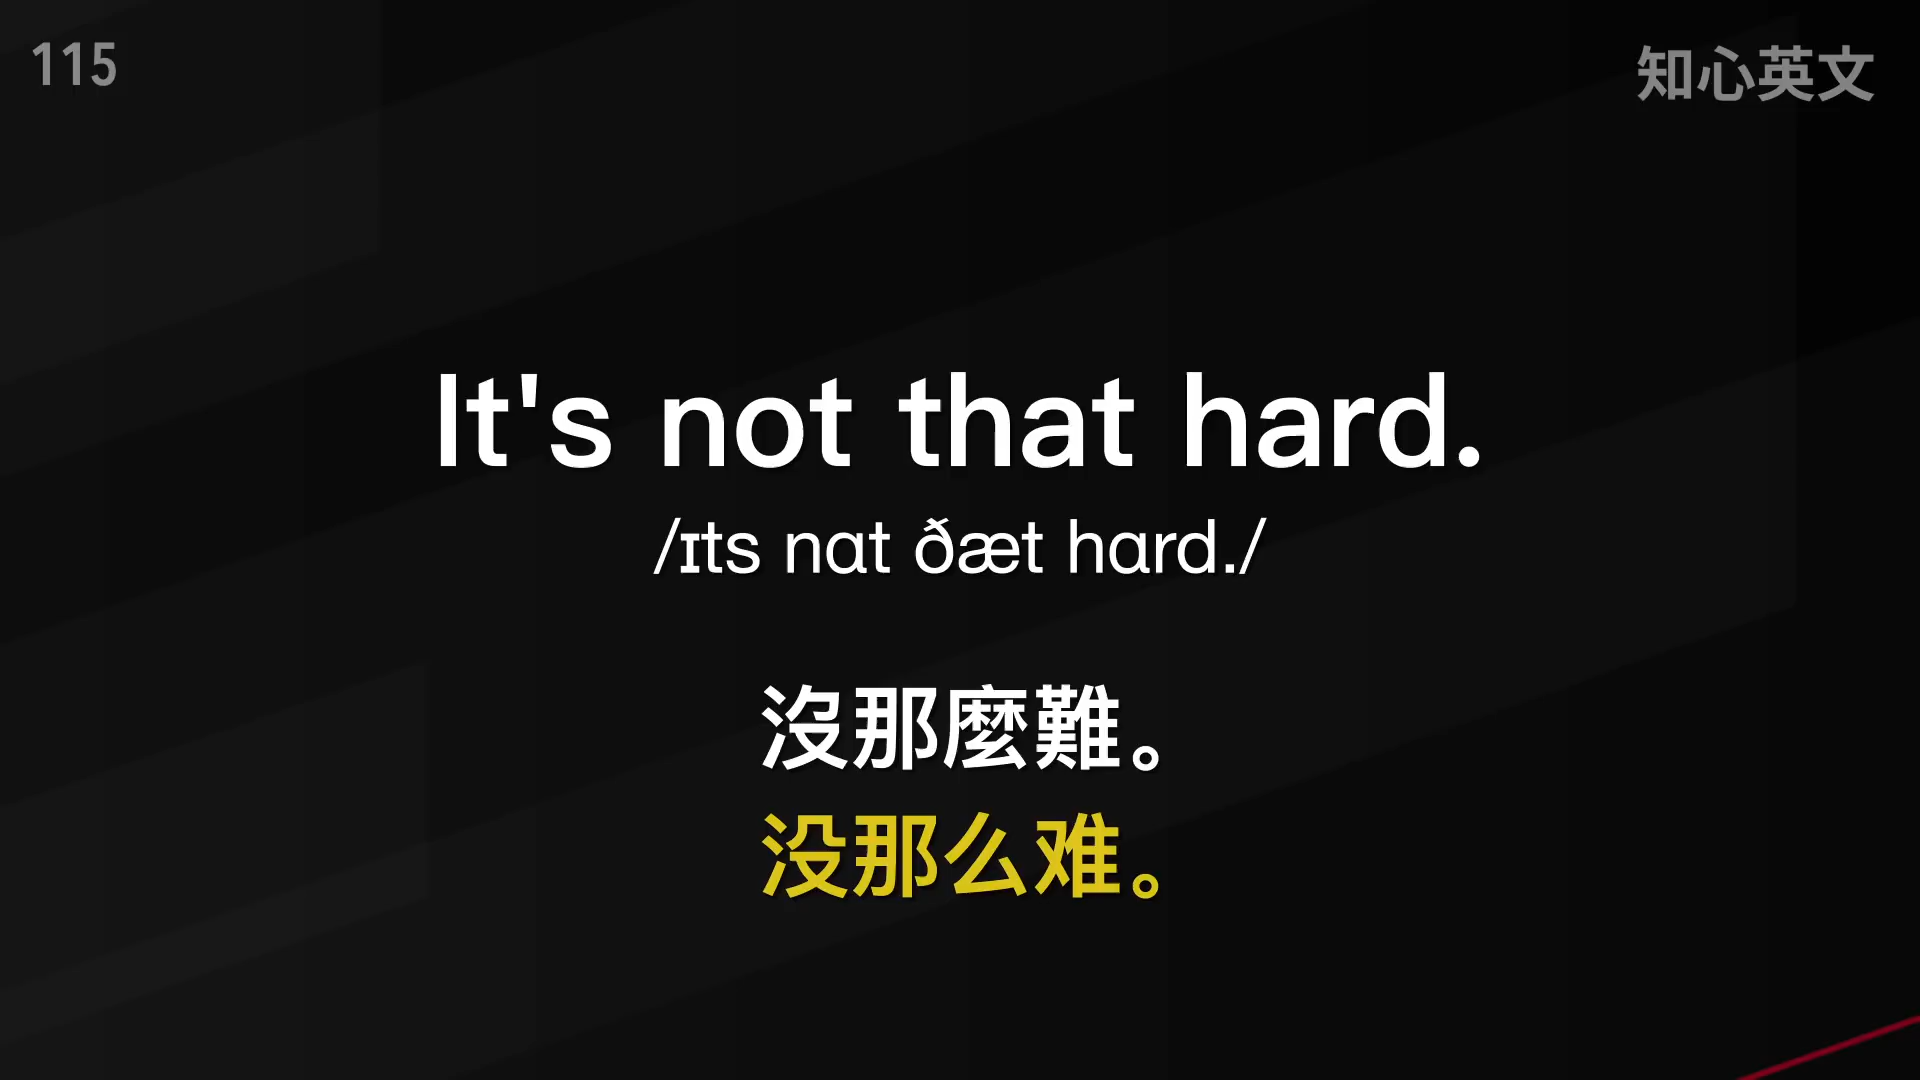 115
知心英文
It's not that hard.
/ɪts nɑt ðæt hɑrd./
沒那麼難。
没那么难。